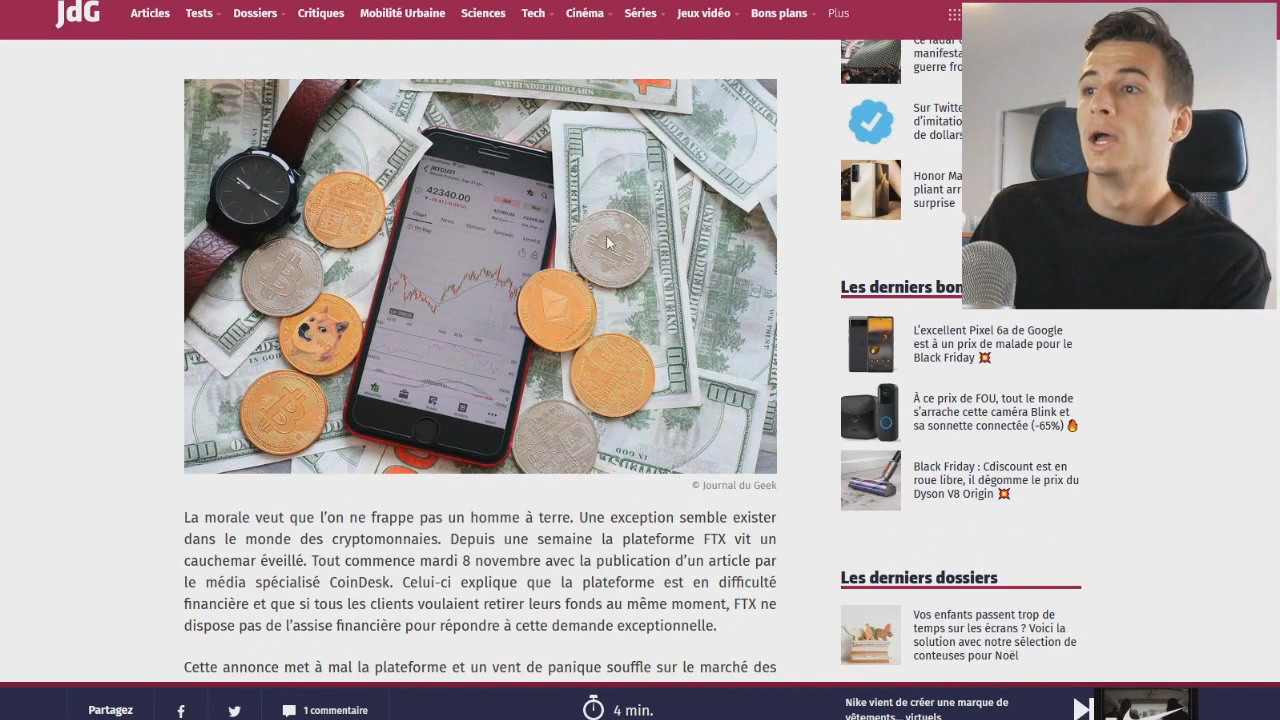 JdG
Articles Tests Dossiers Critiques Mobilité Urbaine Sciences Tech Cinéma Séries Jeux vidéo Bons plans Plus
manifesta
guerre fro
Sur Twitte
d'imitatio
de dollars
Honor Ma
pliant arr
surprise
42340.00
Chart
News
Options
© Journal du Geek
La morale veut que l'on ne frappe pas un homme à terre. Une exception semble exister
dans le monde des cryptomonnaies. Depuis une semaine la plateforme FTX vit un
cauchemar éveillé. Tout commence mardi 8 novembre avec la publication d'un article par
le média spécialisé CoinDesk. Celui-ci explique que la plateforme est en difficulté
financière et que si tous les clients voulaient retirer leurs fonds au même moment, FTX ne
dispose pas de l'assise financière pour répondre à cette demande exceptionnelle.
Cette annonce met à mal la plateforme et un vent de panique souffle sur le marché des
Les derniers bon
L'excellent Pixel 6a de Google
est à un prix de malade pour le
Black Friday 💥
À ce prix de FOU, tout le monde
s'arrache cette caméra Blink et
sa sonnette connectée (-65%) 🔥
Black Friday : Cdiscount est en
roue libre, il dégomme le prix du
Dyson V8 Origin 💥
Les derniers dossiers
Vos enfants passent trop de
temps sur les écrans ? Voici la
solution avec notre sélection de
conteuses pour Noël
Partagez
1 commentaire
4 min.
Nike vient de créer une marque de
vêtements... virtuels